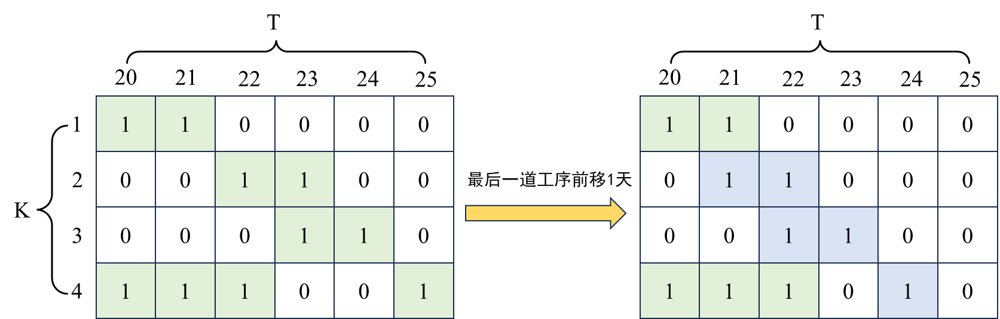 T
20 21 22 23 24 25
1 1 1 0 0 0 0
2 0 0 1 1 0 0
K
3 0 0 0 1 1 0
4 1 1 1 0 0 1
最后一道工序前移1天
T
20 21 22 23 24 25
1 1 0 0 0 0
0 1 1 0 0 0
0 0 1 1 0 0
1 1 1 0 1 0